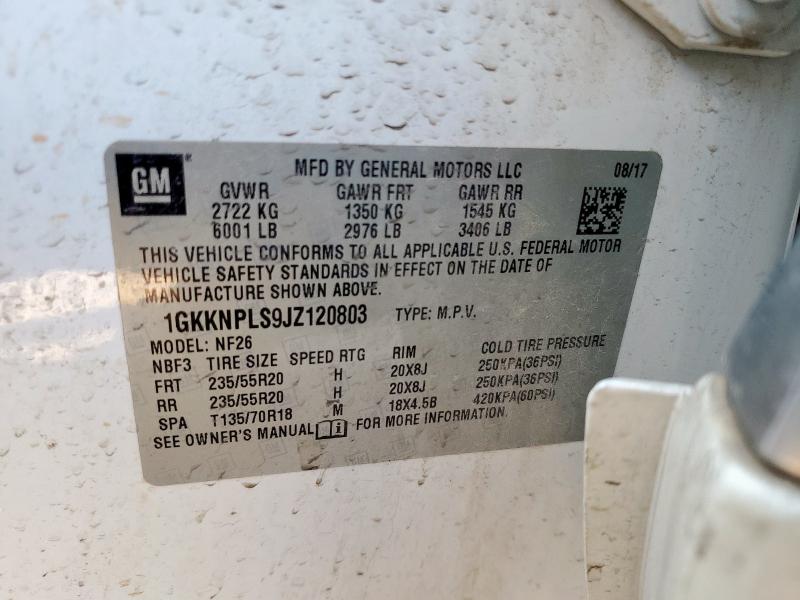 GM ® MFD BY GENERAL MOTORS LLC 08/17
GVWR GAWR FRT GAWR RR
2722 KG 1350 KG 1545 KG
6001 LB 2976 LB 3406 LB
THIS VEHICLE CONFORMS TO ALL APPLICABLE U.S. FEDERAL MOTOR
VEHICLE SAFETY STANDARDS IN EFFECT ON THE DATE OF
MANUFACTURE SHOWN ABOVE.
1GKKNPLS9JZ120803 TYPE: M.P.V.
MODEL: NF26
NBF3 TIRE SIZE SPEED RTG RIM COLD TIRE PRESSURE
FRT 235/55R20 H 20X8J 250KPA(36PSI)
RR 235/55R20 H 20X8J 250KPA(36PSI)
SPA T135/70R18 M 18X4.5B 420KPA(60PSI)
SEE OWNER'S MANUAL i FOR MORE INFORMATION.